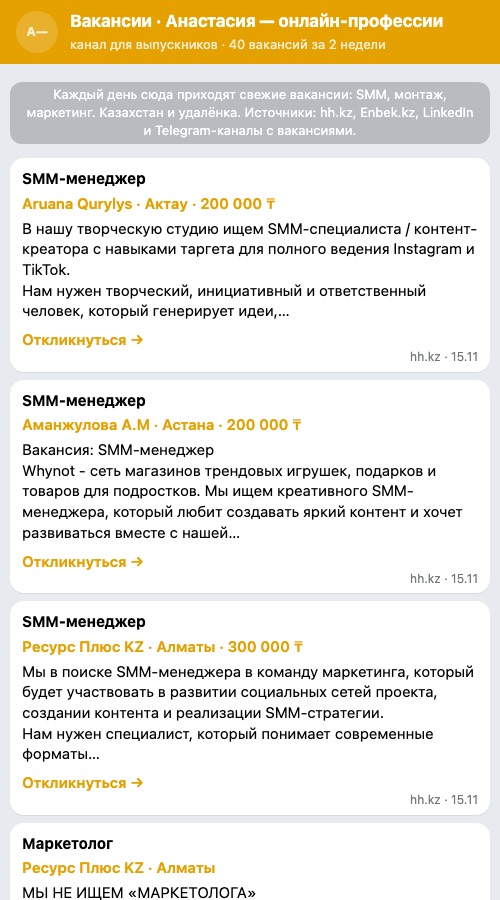 A—
Вакансии · Анастасия — онлайн-профессии
канал для выпускников · 40 вакансий за 2 недели
Каждый день сюда приходят свежие вакансии: SMM, монтаж,
маркетинг. Казахстан и удалёнка. Источники: hh.kz, Enbek.kz, LinkedIn
и Telegram-каналы с вакансиями.
SMM-менеджер
Aruana Qurylys · Актау · 200 000 ₸
В нашу творческую студию ищем SMM-специалиста / контент-
креатора с навыками таргета для полного ведения Instagram и
TikTok.
Нам нужен творческий, инициативный и ответственный
человек, который генерирует идеи,...
Откликнуться →
hh.kz · 15.11
SMM-менеджер
Аманжулова А.М · Астана · 200 000 ₸
Вакансия: SMM-менеджер
Whynot - сеть магазинов трендовых игрушек, подарков и
товаров для подростков. Мы ищем креативного SMM-
менеджера, который любит создавать яркий контент и хочет
развиваться вместе с нашей...
Откликнуться →
hh.kz · 15.11
SMM-менеджер
Ресурс Плюс KZ · Алматы · 300 000 ₸
Мы в поиске SMM-менеджера в команду маркетинга, который
будет участвовать в развитии социальных сетей проекта,
создании контента и реализации SMM-стратегии.
Нам нужен специалист, который понимает современные
форматы...
Откликнуться →
hh.kz · 15.11
Маркетолог
Ресурс Плюс KZ · Алматы
МЫ НЕ ИЩЕМ «МАРКЕТОЛОГА»